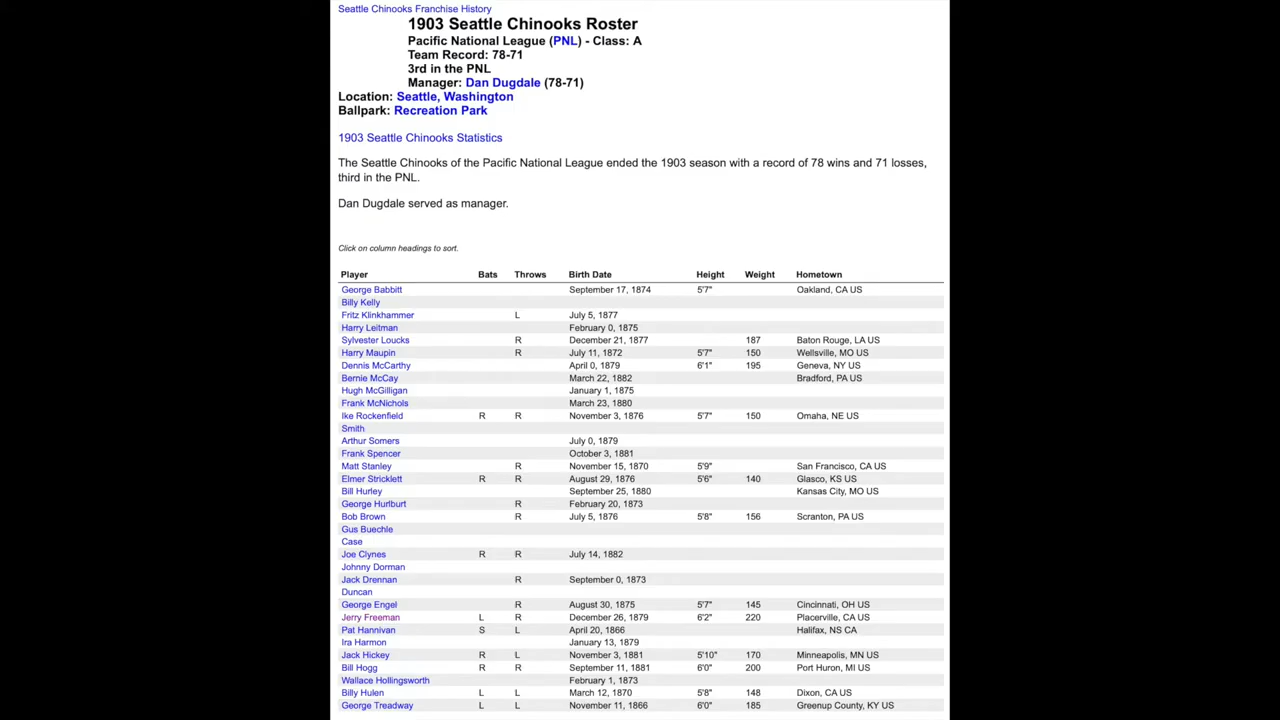 Seattle Chinooks Franchise History
1903 Seattle Chinooks Roster
Pacific National League (PNL) - Class: A
Team Record: 78-71
3rd in the PNL
Manager: Dan Dugdale (78-71)
Location: Seattle, Washington
Ballpark: Recreation Park
1903 Seattle Chinooks Statistics
The Seattle Chinooks of the Pacific National League ended the 1903 season with a record of 78 wins and 71 losses,
third in the PNL.
Dan Dugdale served as manager.
Click on column headings to sort.
Player Bats Throws Birth Date Height Weight Hometown
George Babbitt September 17, 1874 5'7" Oakland, CA US
Billy Kelly
Fritz Klinkhammer L July 5, 1877
Harry Leitman February 0, 1875
Sylvester Loucks R December 21, 1877 187 Baton Rouge, LA US
Harry Maupin R July 11, 1872 5'7" 150 Wellsville, MO US
Dennis McCarthy April 0, 1879 6'1" 195 Geneva, NY US
Bernie McCay March 22, 1882 Bradford, PA US
Hugh McGilligan January 1, 1875
Frank McNichols March 23, 1880
Ike Rockenfield R R November 3, 1876 5'7" 150 Omaha, NE US
Smith
Arthur Somers July 0, 1879
Frank Spencer October 3, 1881
Matt Stanley R November 15, 1870 5'9" San Francisco, CA US
Elmer Stricklett R R August 29, 1876 5'6" 140 Glasco, KS US
Bill Hurley September 25, 1880 Kansas City, MO US
George Hurlburt R February 20, 1873
Bob Brown R July 5, 1876 5'8" 156 Scranton, PA US
Gus Buechle
Case
Joe Clynes R R July 14, 1882
Johnny Dorman
Jack Drennan R September 0, 1873
Duncan
George Engel R August 30, 1875 5'7" 145 Cincinnati, OH US
Jerry Freeman L R December 26, 1879 6'2" 220 Placerville, CA US
Pat Hannivan S L April 20, 1866 Halifax, NS CA
Ira Harmon January 13, 1879
Jack Hickey R L November 3, 1881 5'10" 170 Minneapolis, MN US
Bill Hogg R R September 11, 1881 6'0" 200 Port Huron, MI US
Wallace Hollingsworth February 1, 1873
Billy Hulen L L March 12, 1870 5'8" 148 Dixon, CA US
George Treadway L L November 11, 1866 6'0" 185 Greenup County, KY US